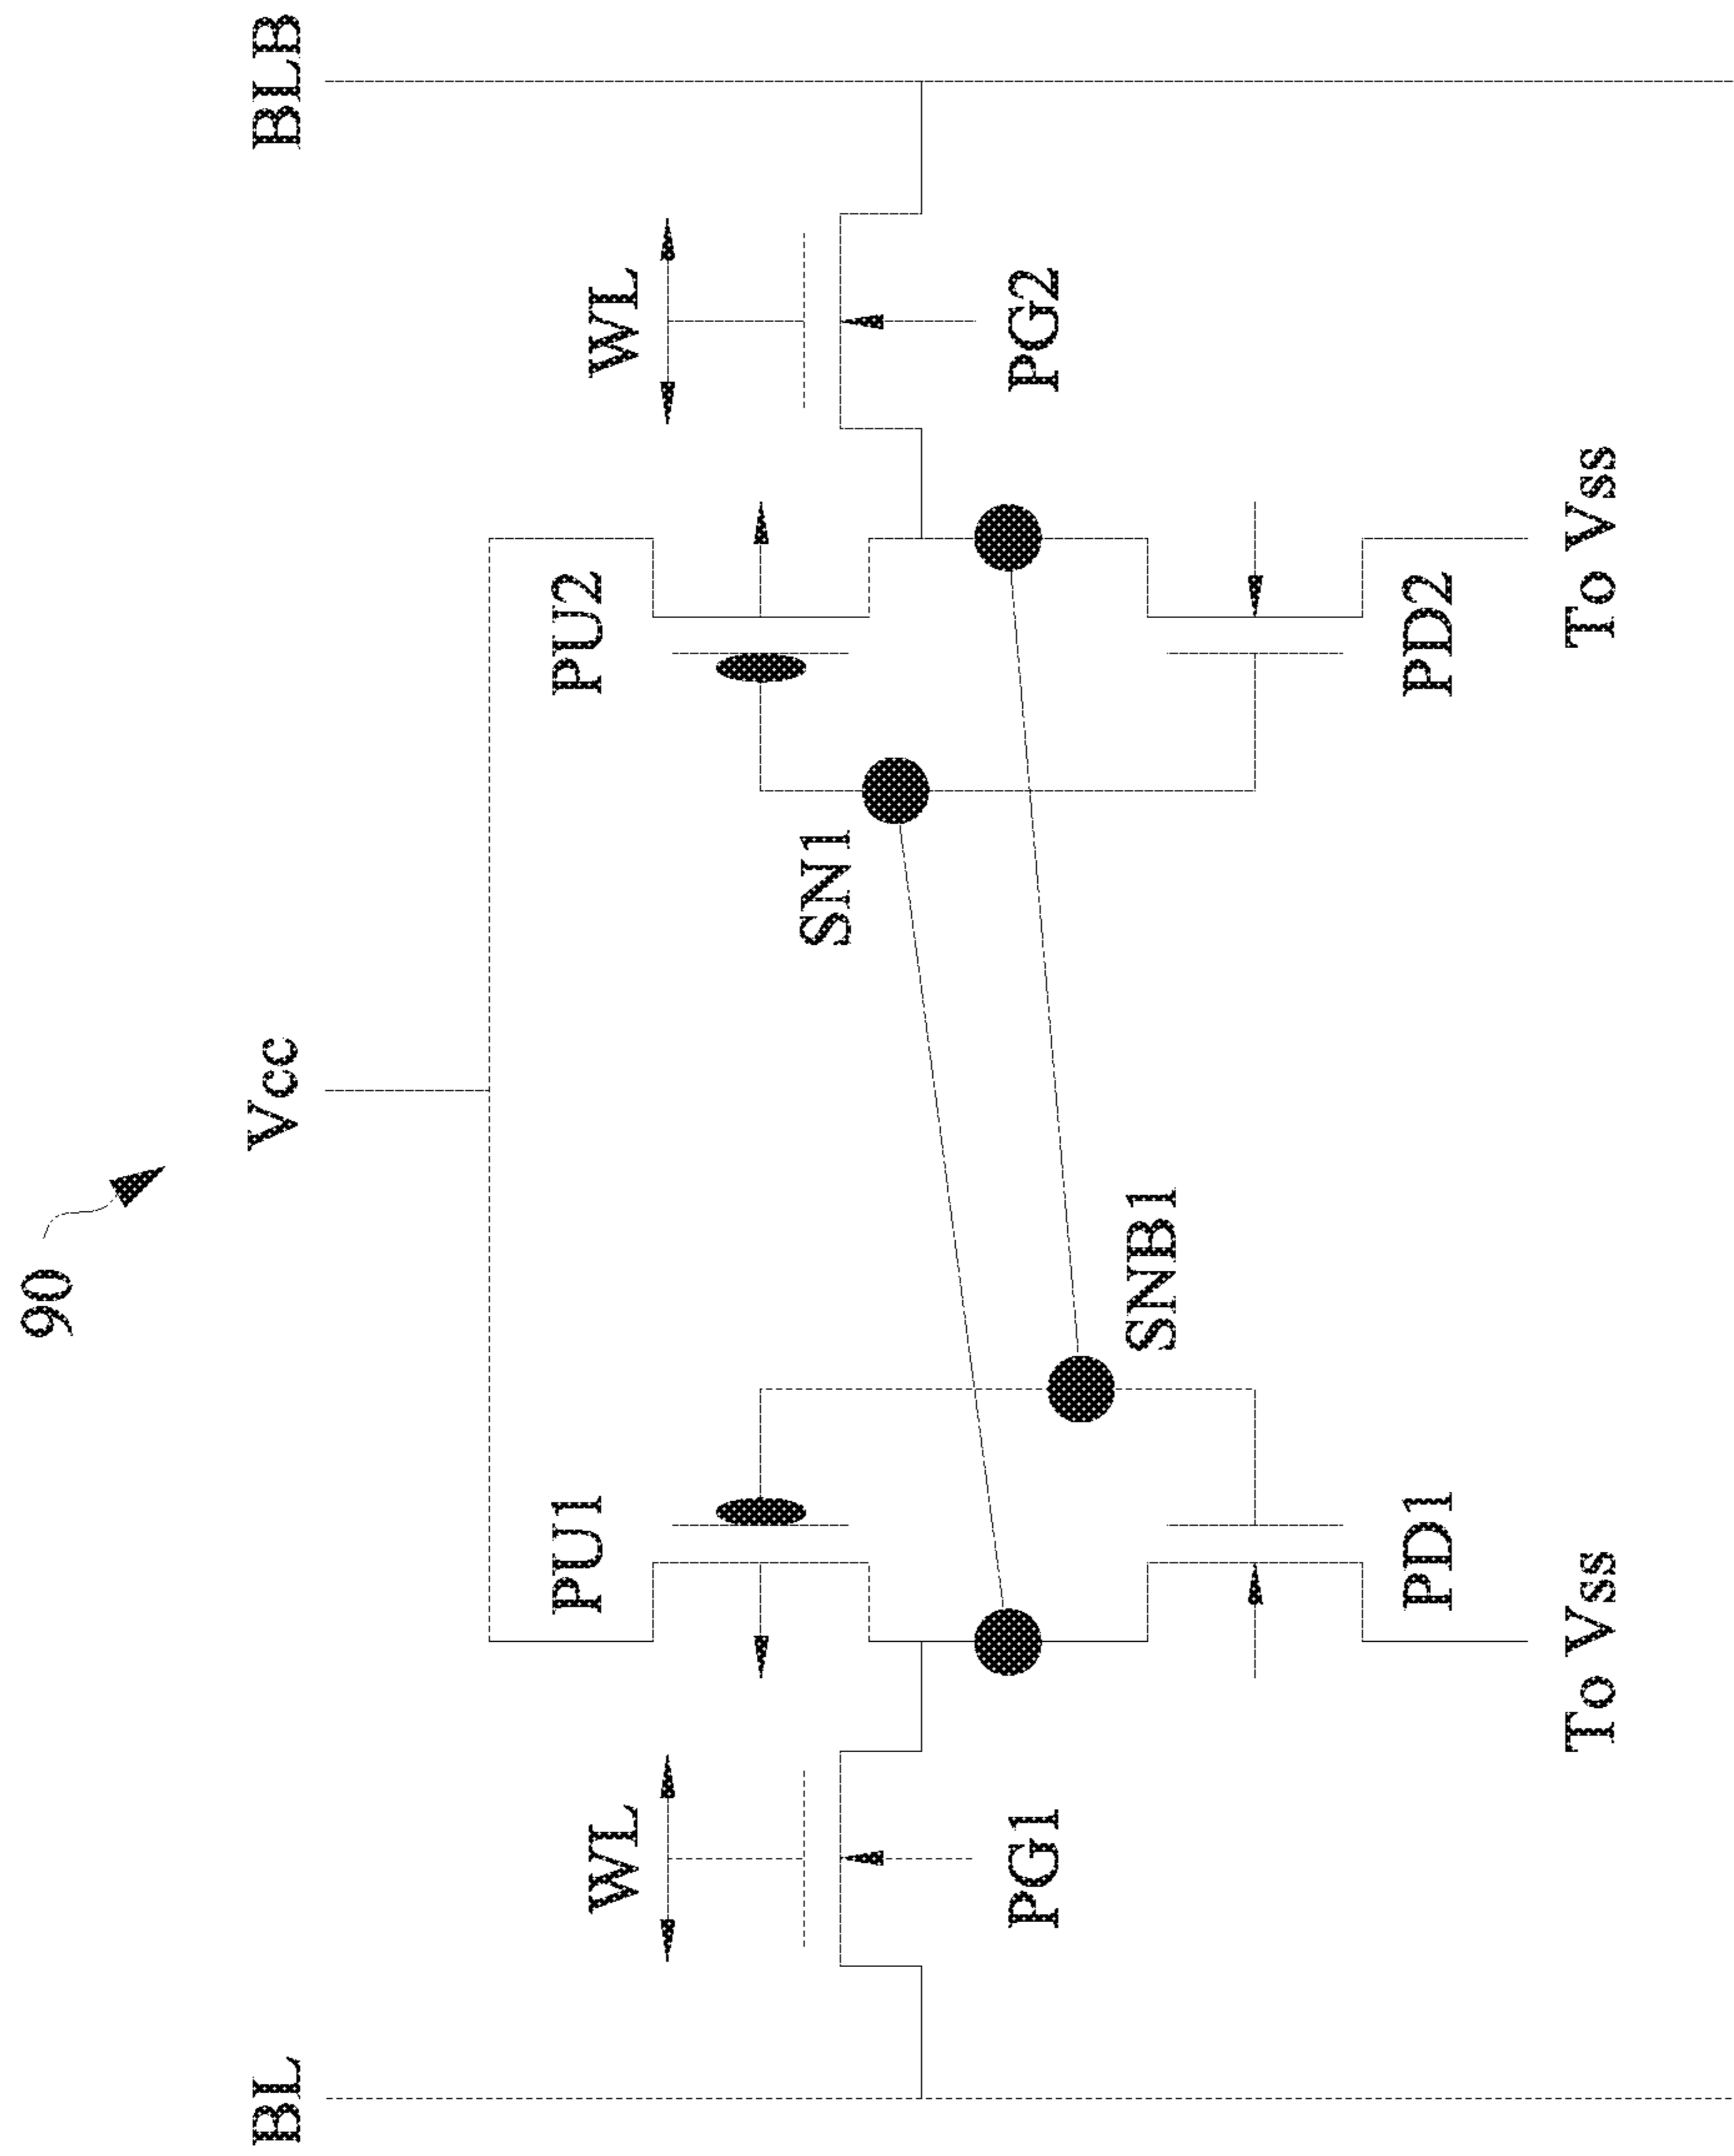 90
Vcc
BL
BLB
WL
WL
PU1
PU2
SN1
PG1
PG2
SNB1
PD1
PD2
To Vss
To Vss